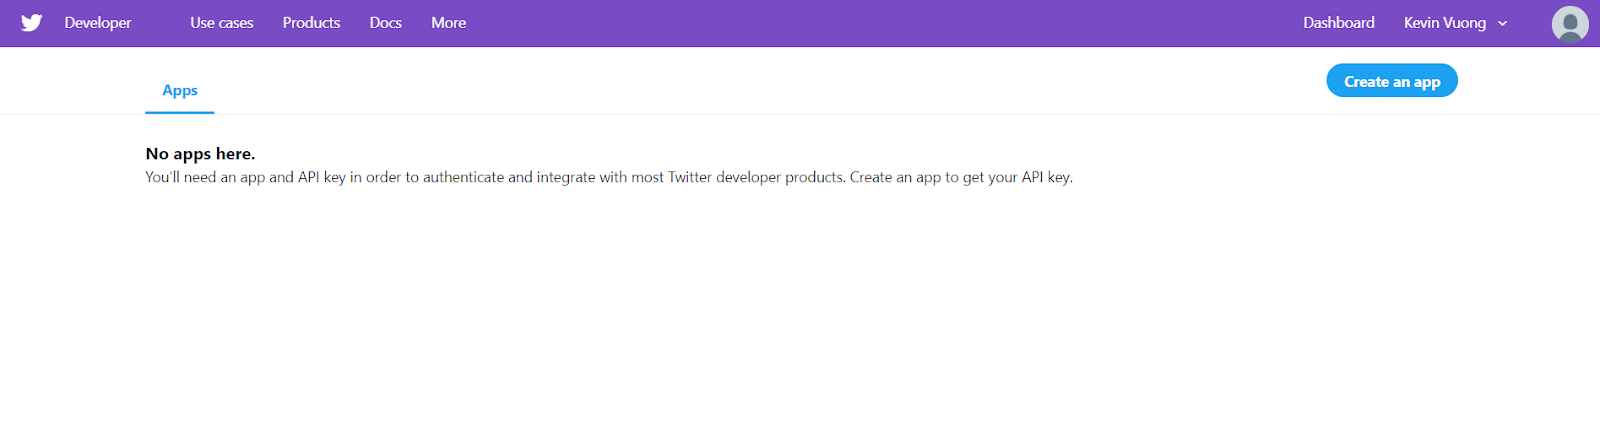 Developer Use cases Products Docs More Dashboard Kevin Vuong
Apps
Create an app
No apps here.
You'll need an app and API key in order to authenticate and integrate with most Twitter developer products. Create an app to get your API key.